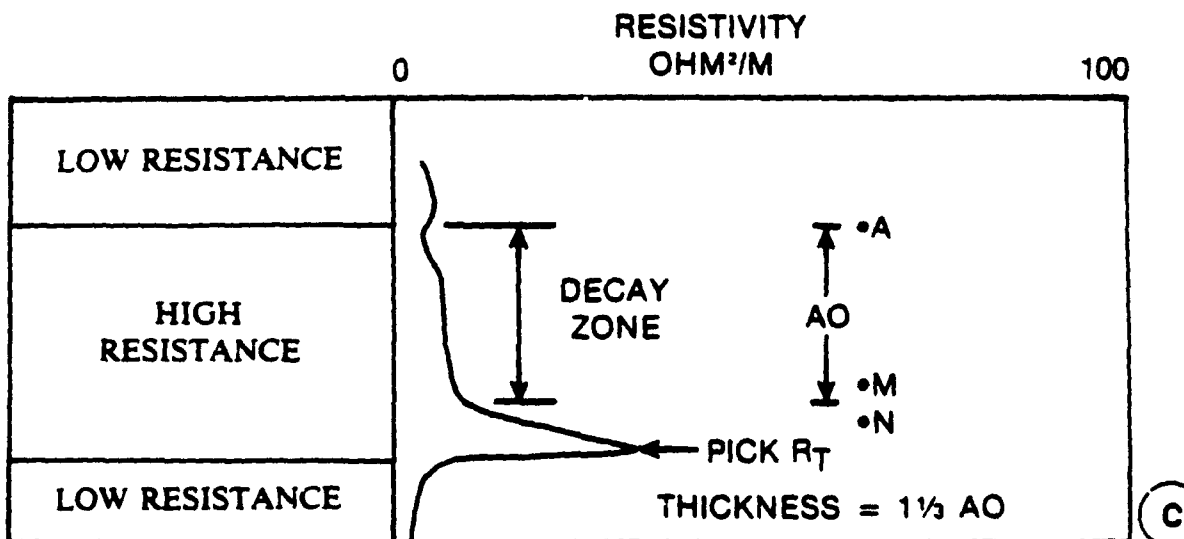 RESISTIVITY
OHM²/M
0
100
LOW RESISTANCE
HIGH
RESISTANCE
LOW RESISTANCE
DECAY
ZONE
•A
AO
•M
•N
PICK R_T
THICKNESS = 1⅓ AO
C